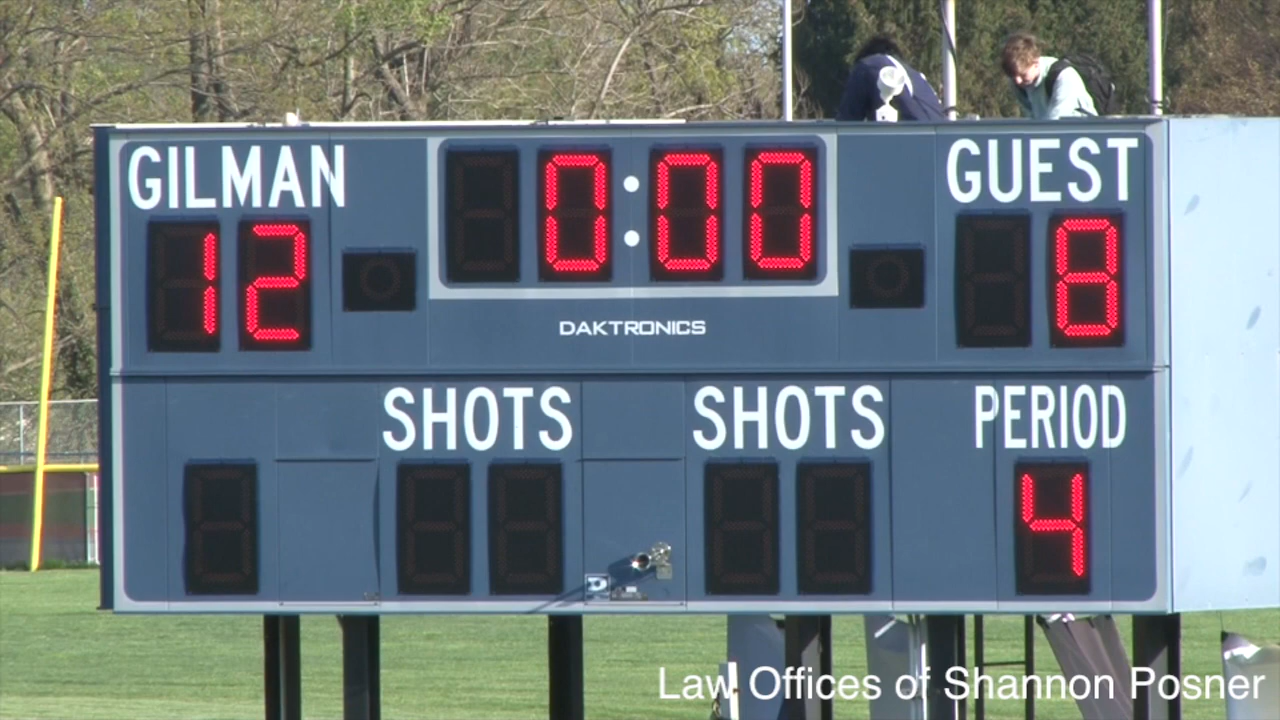 GILMAN 0:00 GUEST
12 8
DAKTRONICS
SHOTS SHOTS PERIOD
4
Law Offices of Shannon Posner